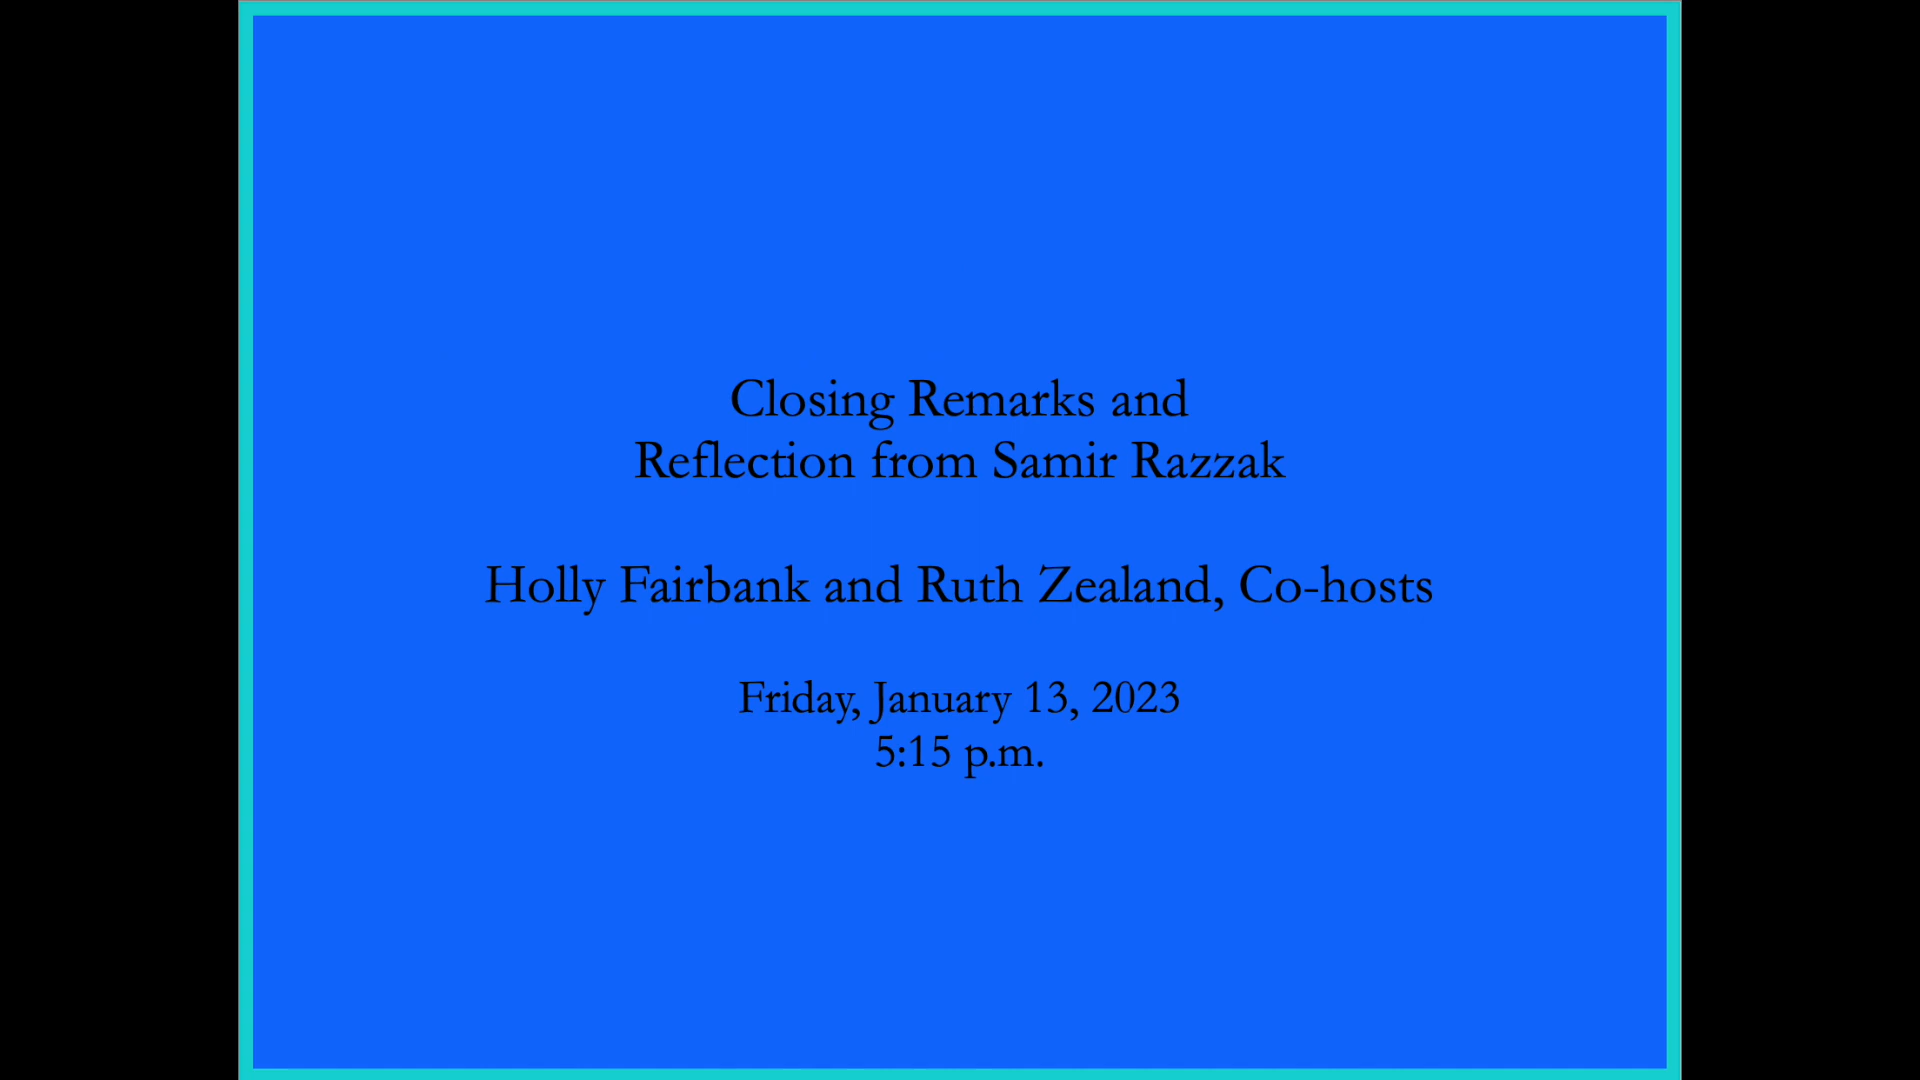 Closing Remarks and
Reflection from Samir Razzak
Holly Fairbank and Ruth Zealand, Co-hosts
Friday, January 13, 2023
5:15 p.m.